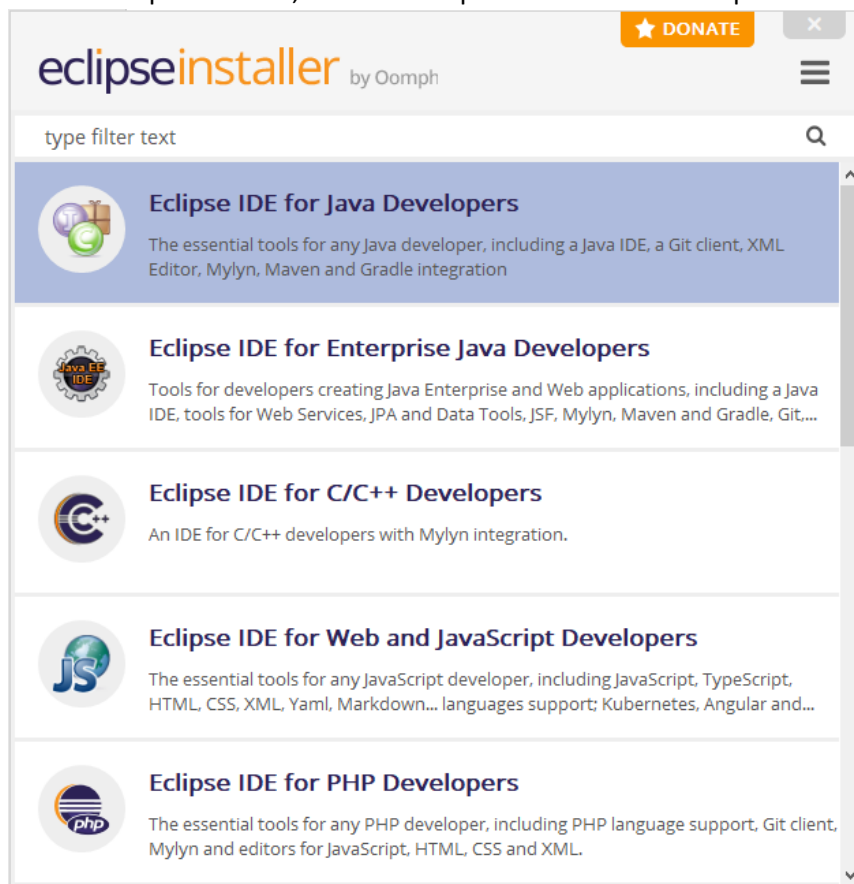 DONATE
eclipseinstaller by Oomph
type filter text
Eclipse IDE for Java Developers
The essential tools for any Java developer, including a Java IDE, a Git client, XML
Editor, Mylyn, Maven and Gradle integration
Java EE
IDE
Eclipse IDE for Enterprise Java Developers
Tools for developers creating Java Enterprise and Web applications, including a Java
IDE, tools for Web Services, JPA and Data Tools, JSF, Mylyn, Maven and Gradle, Git,...
C++
Eclipse IDE for C/C++ Developers
An IDE for C/C++ developers with Mylyn integration.
JS
Eclipse IDE for Web and JavaScript Developers
The essential tools for any JavaScript developer, including JavaScript, TypeScript,
HTML, CSS, XML, Yaml, Markdown... languages support; Kubernetes, Angular and...
php
Eclipse IDE for PHP Developers
The essential tools for any PHP developer, including PHP language support, Git client,
Mylyn and editors for JavaScript, HTML, CSS and XML.